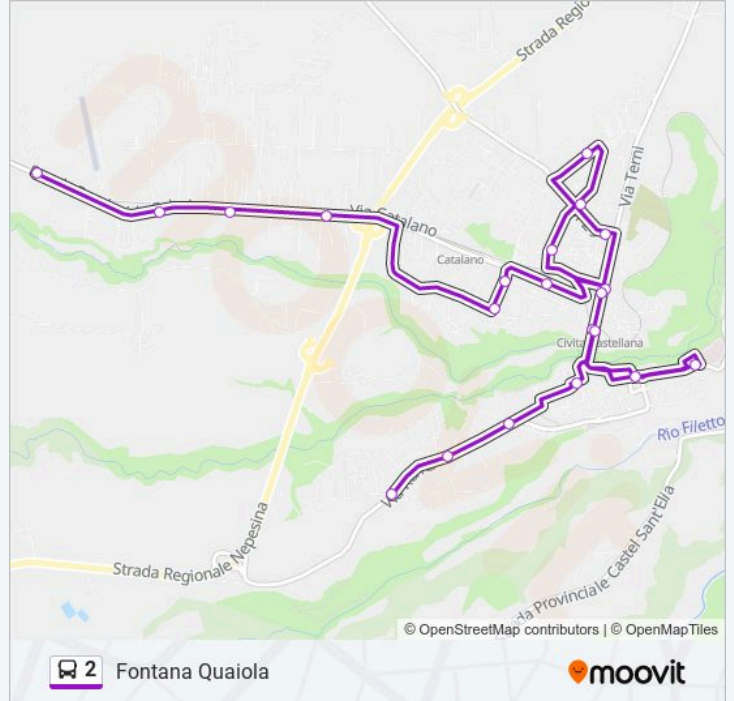 Strada Regio
Via Terni
Via Catalano
Catalano
Civita Castellana
Rio Filetto
Strada Regionale Nepesina
da Provinciale Castel Sant'Elia
© OpenStreetMap contributors | © OpenMapTiles
2 Fontana Quaiola
moovit